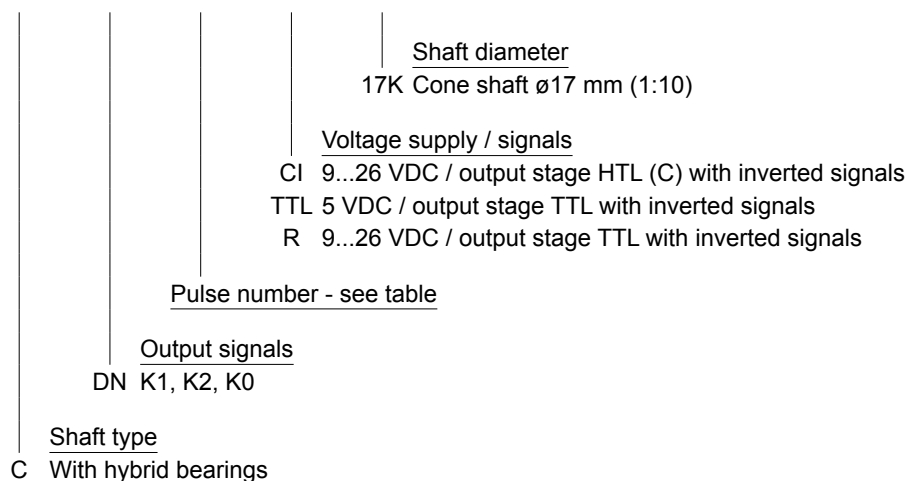 Shaft diameter
17K Cone shaft ø17 mm (1:10)
Voltage supply / signals
CI 9...26 VDC / output stage HTL (C) with inverted signals
TTL 5 VDC / output stage TTL with inverted signals
R 9...26 VDC / output stage TTL with inverted signals
Pulse number - see table
Output signals
DN K1, K2, K0
Shaft type
C With hybrid bearings